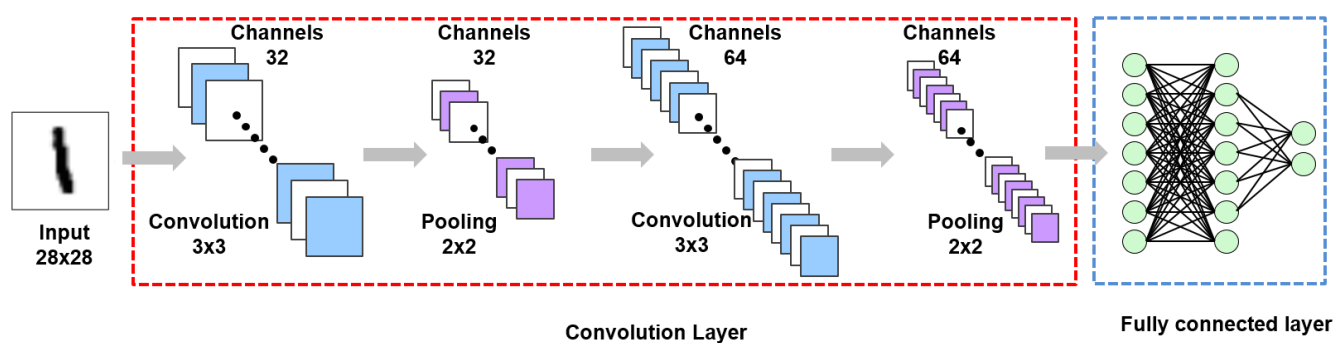 Channels
32
Channels
32
Channels
64
Channels
64
Input
28x28
Convolution
3x3
Pooling
2x2
Convolution
3x3
Pooling
2x2
Convolution Layer
Fully connected layer